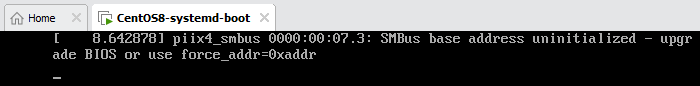 Home CentOS8-systemd-boot
[    8.642878] piix4_smbus 0000:00:07.3: SMBus base address uninitialized - upgr
ade BIOS or use force_addr=0xaddr